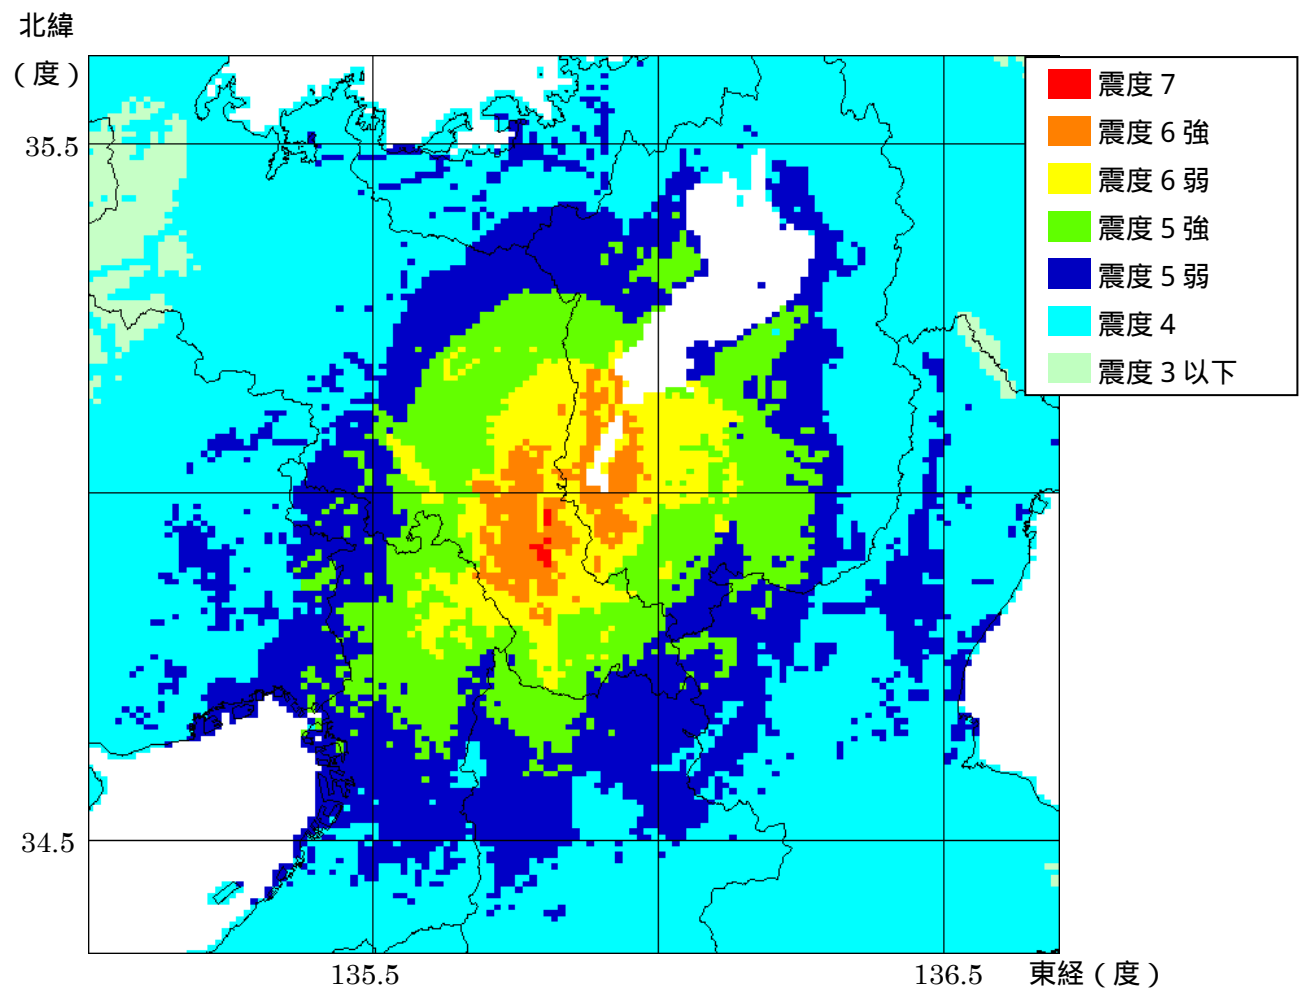 北緯
（度）
35.5
34.5
135.5
136.5
東経（度）
震度７
震度６強
震度６弱
震度５強
震度５弱
震度４
震度３以下